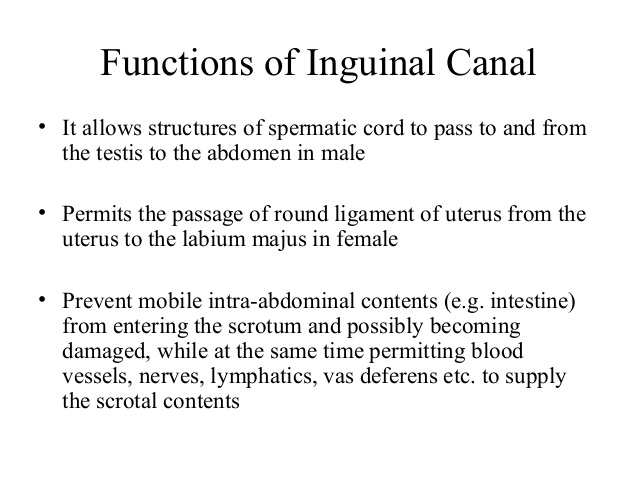 Functions of Inguinal Canal
• It allows structures of spermatic cord to pass to and from
the testis to the abdomen in male
• Permits the passage of round ligament of uterus from the
uterus to the labium majus in female
• Prevent mobile intra-abdominal contents (e.g. intestine)
from entering the scrotum and possibly becoming
damaged, while at the same time permitting blood
vessels, nerves, lymphatics, vas deferens etc. to supply
the scrotal contents